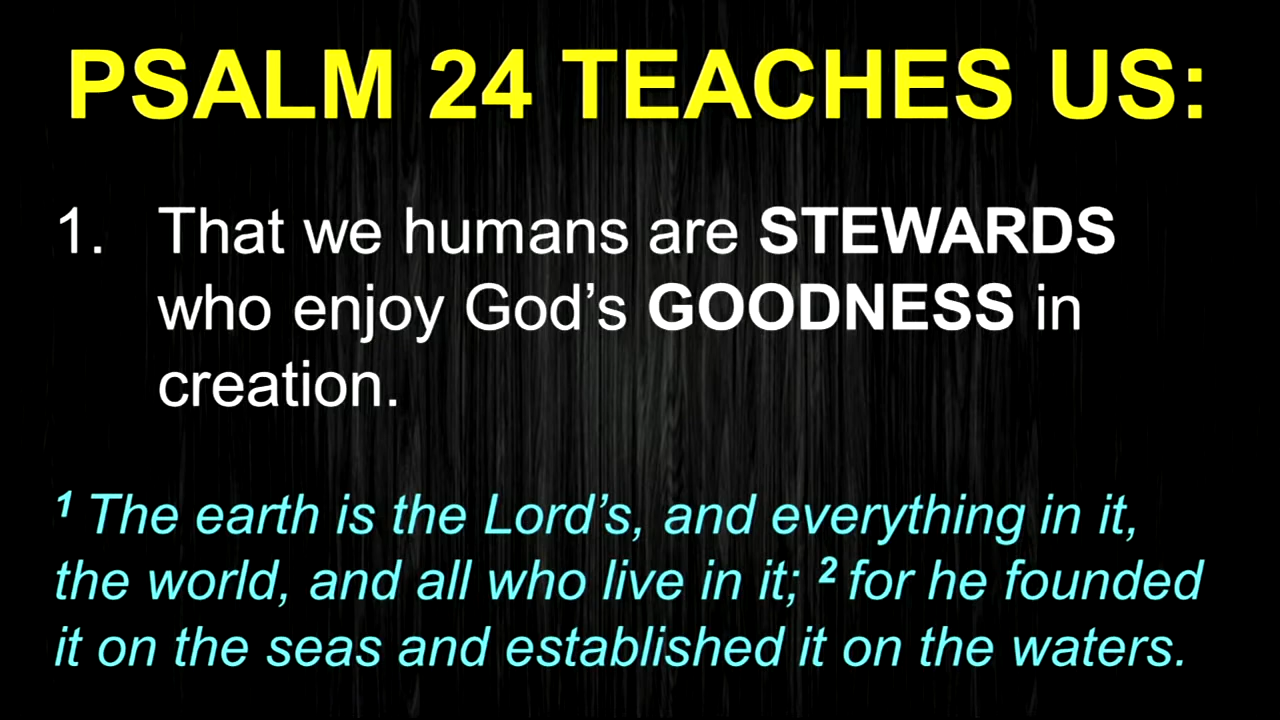 PSALM 24 TEACHES US:
1. That we humans are STEWARDS
who enjoy God’s GOODNESS in
creation.
1 The earth is the Lord’s, and everything in it,
the world, and all who live in it; 2 for he founded
it on the seas and established it on the waters.